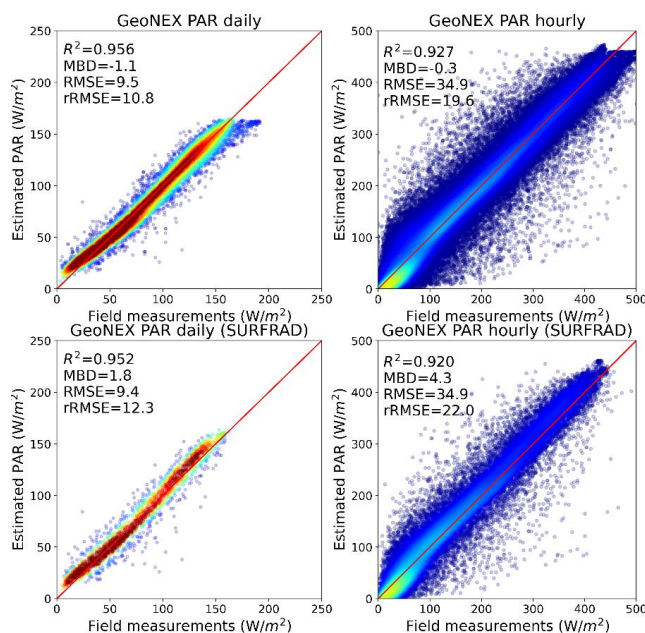 GeoNEX PAR daily
R²=0.956
MBD=-1.1
RMSE=9.5
rRMSE=10.8
Estimated PAR (W/m²)
250
200
150
100
50
0
0 50 100 150 200 250
Field measurements (W/m²)
GeoNEX PAR hourly
R²=0.927
MBD=-0.3
RMSE=34.9
rRMSE=19.6
Estimated PAR (W/m²)
500
400
300
200
100
0
0 100 200 300 400 500
Field measurements (W/m²)
GeoNEX PAR daily (SURFRAD)
R²=0.952
MBD=1.8
RMSE=9.4
rRMSE=12.3
Estimated PAR (W/m²)
250
200
150
100
50
0
0 50 100 150 200 250
Field measurements (W/m²)
GeoNEX PAR hourly (SURFRAD)
R²=0.920
MBD=4.3
RMSE=34.9
rRMSE=22.0
Estimated PAR (W/m²)
500
400
300
200
100
0
0 100 200 300 400 500
Field measurements (W/m²)